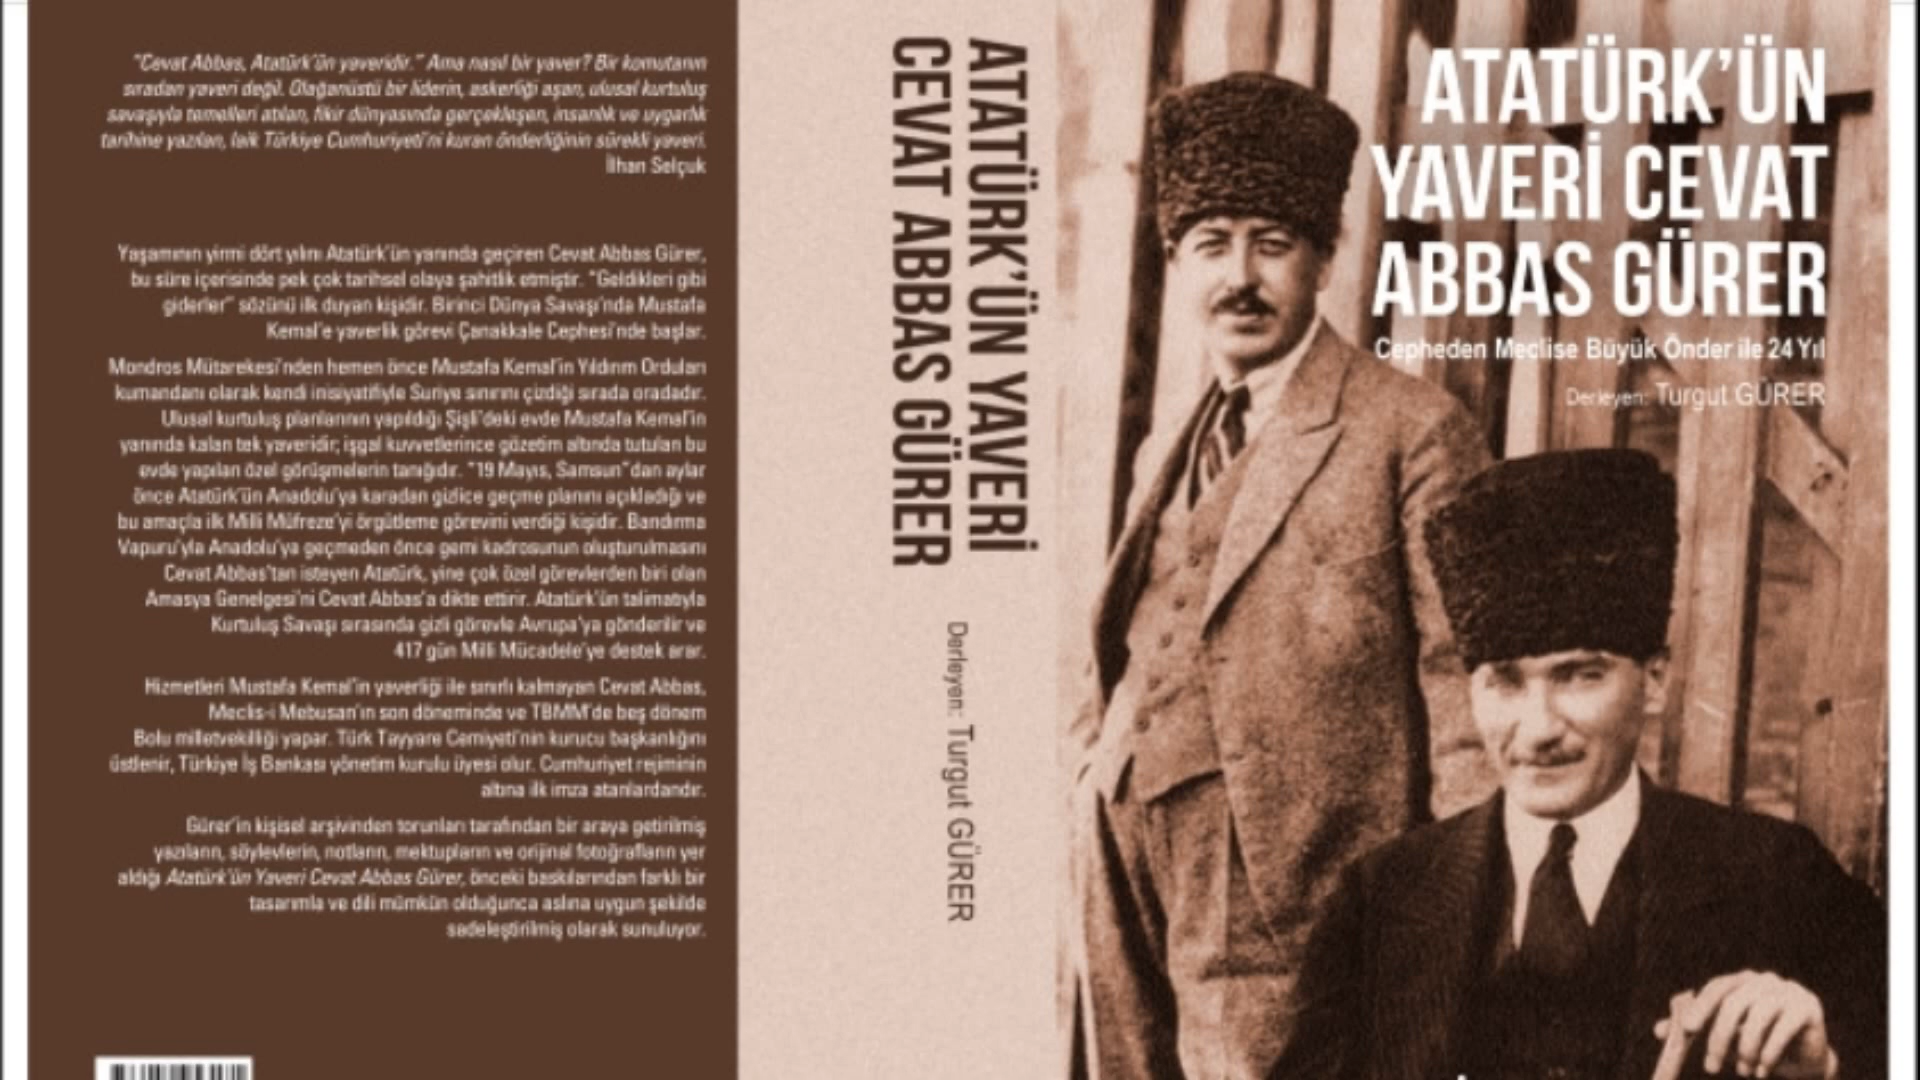 "Cevat Abbas, Atatürk'ün yaveridir." Ama nasıl bir yaver? Bir komutanın
sıradan yaveri değil. Olağanüstü bir liderin, askerliği aşan, ulusal kurtuluş
savaşıyla temelleri atılan, fikir dünyasında gerçekleşen, insanlık ve uygarlık
tarihine yazılan, laik Türkiye Cumhuriyeti'ni kuran önderliğinin sürekli yaveri.
İlhan Selçuk
Yaşamının yirmi dört yılını Atatürk'ün yanında geçiren Cevat Abbas Gürer,
bu süre içerisinde pek çok tarihsel olaya şahitlik etmiştir. "Geldikleri gibi
giderler" sözünü ilk duyan kişidir. Birinci Dünya Savaşı'nda Mustafa
Kemal'e yaverlik görevi Çanakkale Cephesi'nde başlar.
Mondros Mütarekesi'nden hemen önce Mustafa Kemal'in Yıldırım Orduları
kumandanı olarak kendi inisiyatifiyle Suriye sınırını çizdiği sırada oradadır.
Ulusal kurtuluş planlarının yapıldığı Şişli'deki evde Mustafa Kemal'in
yanında kalan tek yaveridir; işgal kuvvetlerince gözetim altında tutulan bu
evde yapılan özel görüşmelerin tanığıdır. "19 Mayıs, Samsun"dan aylar
önce Atatürk'ün Anadolu'ya karadan gizlice geçme planını açıkladığı ve
bu amaçla ilk Milli Müfreze'yi örgütleme görevini verdiği kişidir. Bandırma
Vapuru'yla Anadolu'ya geçmeden önce gemi kadrosunun oluşturulmasını
Cevat Abbas'tan isteyen Atatürk, yine çok özel görevlerden biri olan
Amasya Genelgesi'ni Cevat Abbas'a dikte ettirir. Atatürk'ün talimatıyla
Kurtuluş Savaşı sırasında gizli görevle Avrupa'ya gönderilir ve
417 gün Milli Mücadele'ye destek arar.
Hizmetleri Mustafa Kemal'in yaverliği ile sınırlı kalmayan Cevat Abbas,
Meclis-i Mebusan'ın son döneminde ve TBMM'de beş dönem
Bolu milletvekilliği yapar. Türk Tayyare Cemiyeti'nin kurucu başkanlığını
üstlenir, Türkiye İş Bankası yönetim kurulu üyesi olur. Cumhuriyet rejiminin
altına ilk imza atanlardandır.
Gürer'in kişisel arşivinden torunları tarafından bir araya getirilmiş
yazıların, söylevlerin, notların, mektupların ve orijinal fotoğrafların yer
aldığı Atatürk'ün Yaveri Cevat Abbas Gürer, önceki baskılarından farklı bir
tasarımla ve dili mümkün olduğunca aslına uygun şekilde
sadeleştirilmiş olarak sunuluyor.
ATATÜRK'ÜN YAVERİ
CEVAT ABBAS GÜRER
Derleyen: Turgut GÜRER
ATATÜRK'ÜN
YAVERİ CEVAT
ABBAS GÜRER
Cepheden Meclise Büyük Önder ile 24 Yıl
Derleyen: Turgut GÜRER